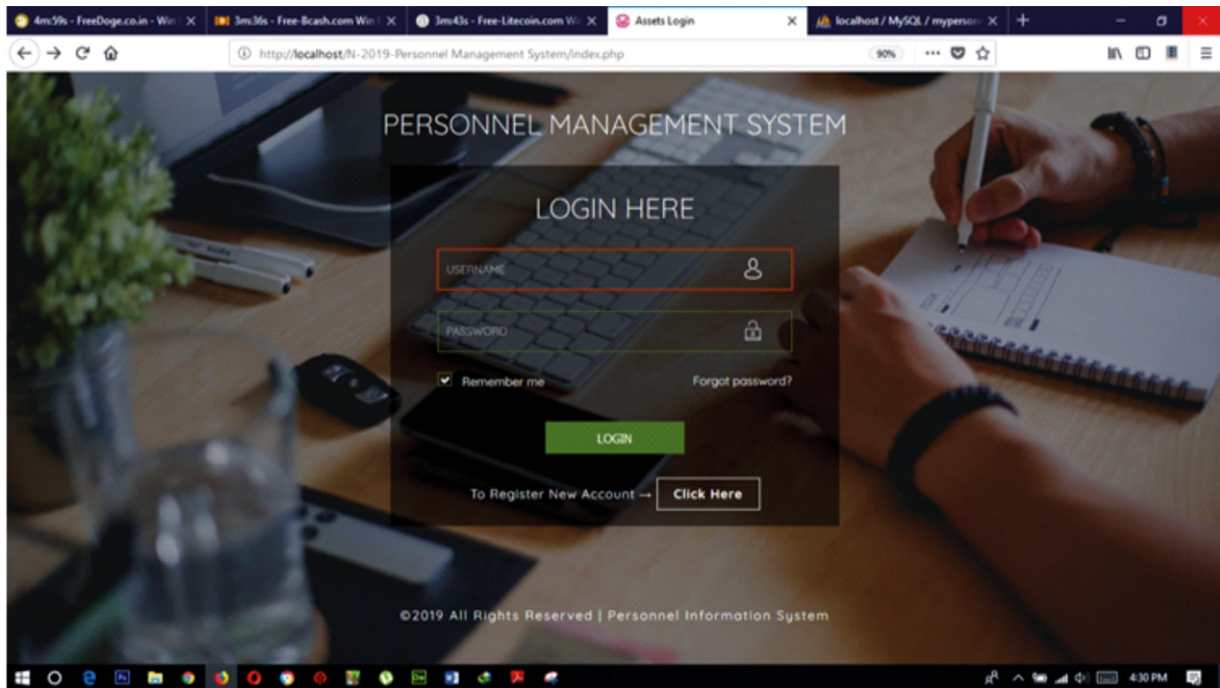 4m:59s - FreeDoge.co.in - Win
3m:36s - Free-Bcash.com Win
3m:43s - Free-Litecoin.com Wi
Assets Login
localhost / MySQL / myperson
http://localhost/N-2019-Personnel Management System/index.php
90%
PERSONNEL MANAGEMENT SYSTEM
LOGIN HERE
USERNAME
PASSWORD
Remember me
Forgot password?
LOGIN
To Register New Account → Click Here
©2019 All Rights Reserved | Personnel Information System
4:30 PM